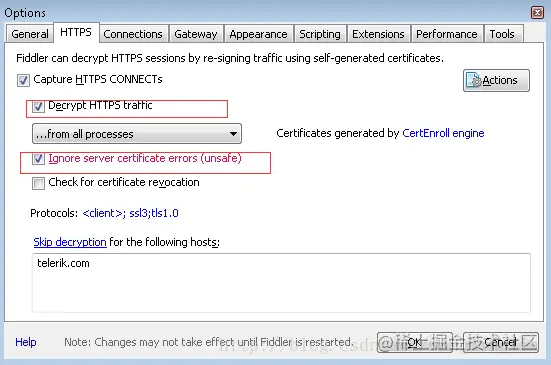 Options
General HTTPS Connections Gateway Appearance Scripting Extensions Performance Tools
Fiddler can decrypt HTTPS sessions by re-signing traffic using self-generated certificates.
Capture HTTPS CONNECTs
Actions
Decrypt HTTPS traffic
...from all processes
Certificates generated by CertEnroll engine
Ignore server certificate errors (unsafe)
Check for certificate revocation
Protocols: <client>; ssl3;tls1.0
Skip decryption for the following hosts:
telerik.com
Help
Note: Changes may not take effect until Fiddler is restarted.
OK
Cancel
@稀土掘金技术社区